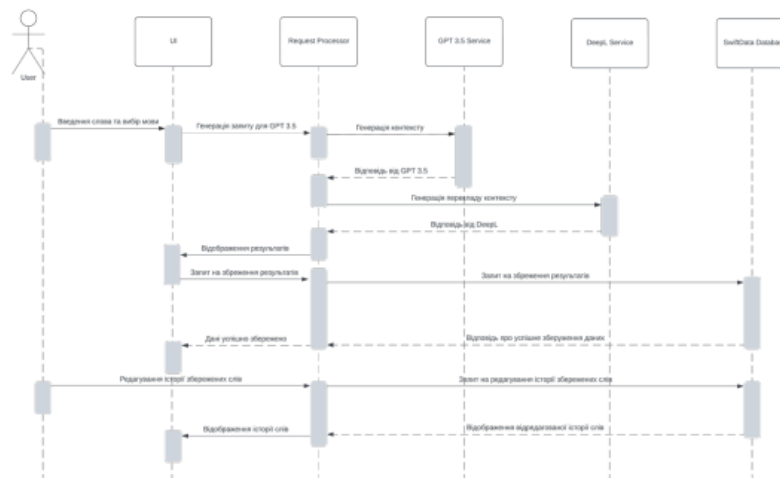 UI
Request Processor
GPT 3.5 Service
DeepL Service
SwiftData Databas
User
Введення слова та вибір мови
Генерація запиту для GPT 3.5
Генерація контексту
Відповідь від GPT 3.5
Генерація перекладу контексту
Відповідь від DeepL
Відображення результатів
Запит на збреження результатів
Запит на збреження результатів
Дані успішно збережено
Відповідь про успішне збереження даних
Редагування історії збережених слів
Запит на редагування історії збережених слів
Відображення історії слів
Відображення відредагованої історії слів